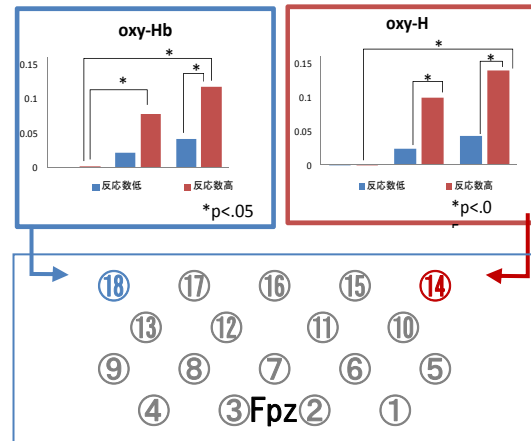 oxy-Hb
*
*
*
0.15
0.1
0.05
0
反応数低
反応数高
*p<.05
oxy-H
*
*
*
0.15
0.1
0.05
0
反応数低
反応数高
*p<.0
⑱ ⑰ ⑯ ⑮ ⑭
⑬ ⑫ ⑪ ⑩
⑨ ⑧ ⑦ ⑥ ⑤
④ ③Fpz② ①